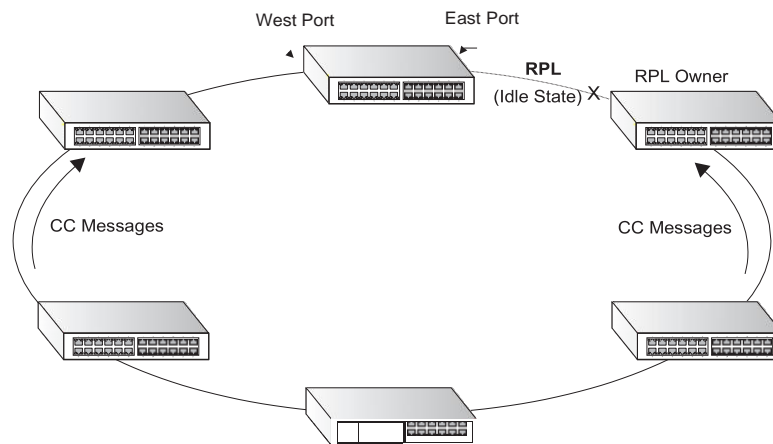 West Port
East Port
RPL
(Idle State)
X
RPL Owner
CC Messages
CC Messages